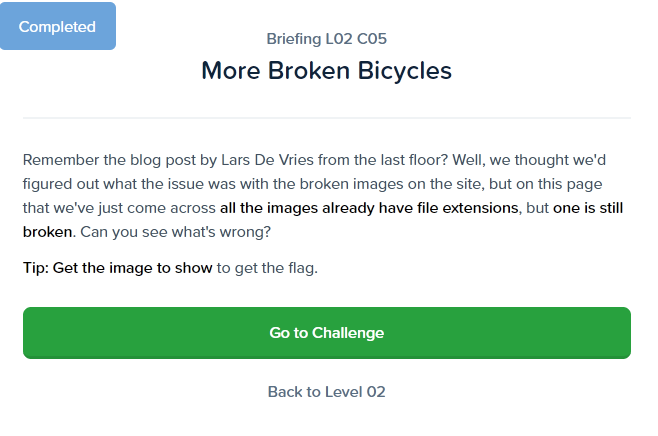 Completed
Briefing L02 C05
More Broken Bicycles
Remember the blog post by Lars De Vries from the last floor? Well, we thought we'd
figured out what the issue was with the broken images on the site, but on this page
that we've just come across all the images already have file extensions, but one is still
broken. Can you see what's wrong?
Tip: Get the image to show to get the flag.
Go to Challenge
Back to Level 02